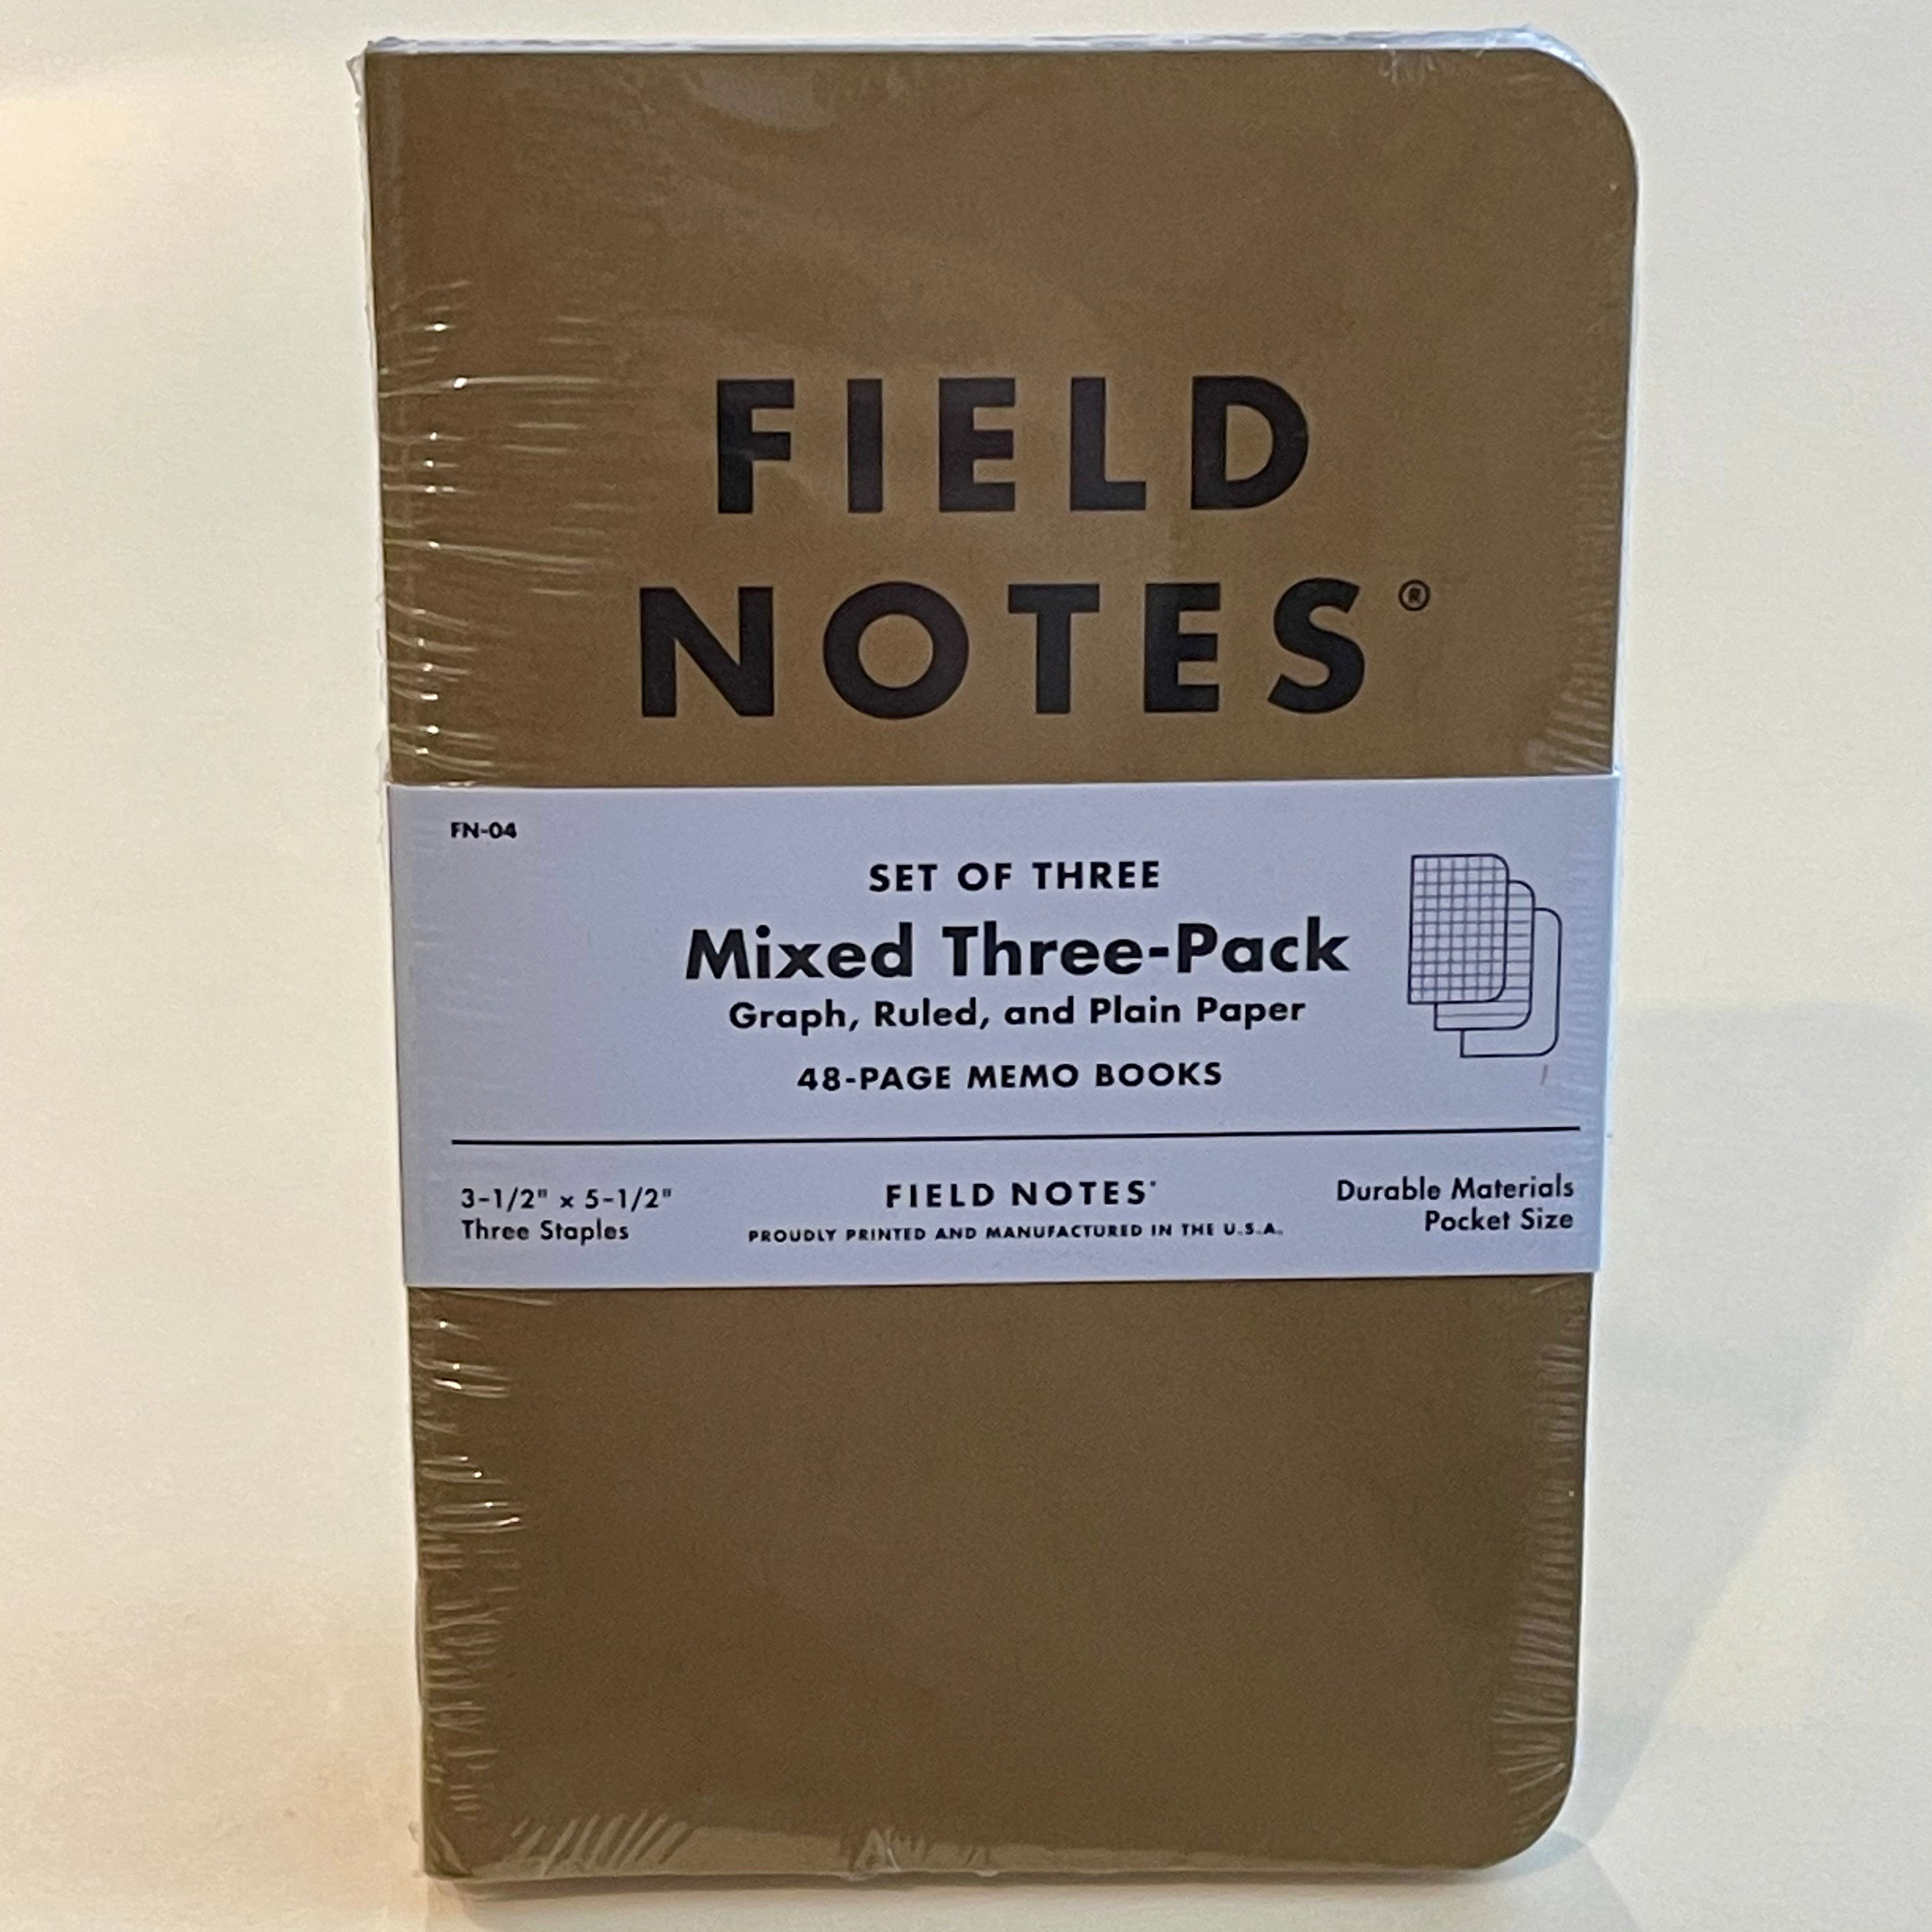 FIELD
NOTES®
FN-04
SET OF THREE
Mixed Three-Pack
Graph, Ruled, and Plain Paper
48-PAGE MEMO BOOKS
3-1/2" x 5-1/2"
Three Staples
FIELD NOTES®
PROUDLY PRINTED AND MANUFACTURED IN THE U.S.A.
Durable Materials
Pocket Size